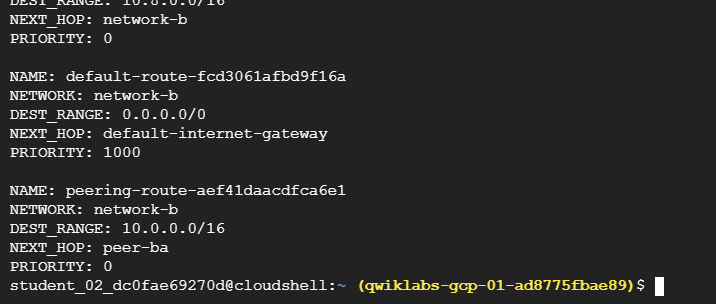 DEST_RANGE: 10.8.0.0/16
NEXT_HOP: network-b
PRIORITY: 0
NAME: default-route-fcd3061afbd9f16a
NETWORK: network-b
DEST_RANGE: 0.0.0.0/0
NEXT_HOP: default-internet-gateway
PRIORITY: 1000
NAME: peering-route-aef41daacdfca6e1
NETWORK: network-b
DEST_RANGE: 10.0.0.0/16
NEXT_HOP: peer-ba
PRIORITY: 0
student_02_dc0fae69270d@cloudshell:~ (qwiklabs-gcp-01-ad8775fbae89)$